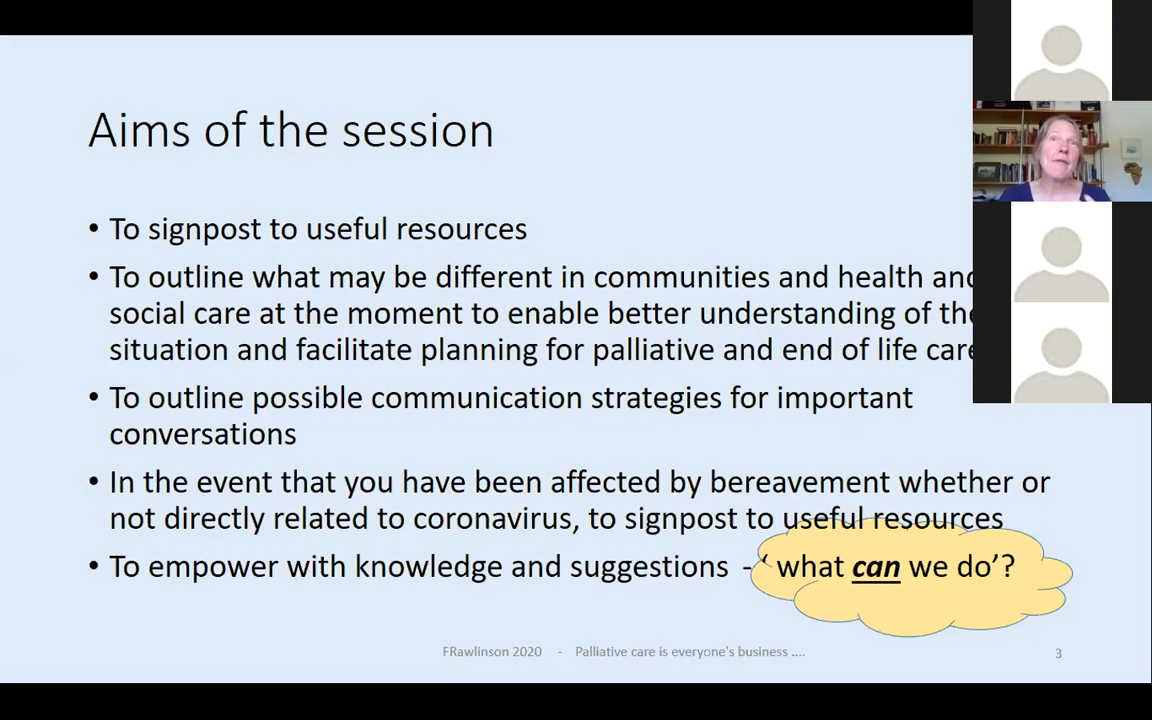 Aims of the session
• To signpost to useful resources
• To outline what may be different in communities and health and
social care at the moment to enable better understanding of the
situation and facilitate planning for palliative and end of life care
• To outline possible communication strategies for important
conversations
• In the event that you have been affected by bereavement whether or
not directly related to coronavirus, to signpost to useful resources
• To empower with knowledge and suggestions - ‘ what can we do’?
FRawlinson 2020 - Palliative care is everyone's business ....
3